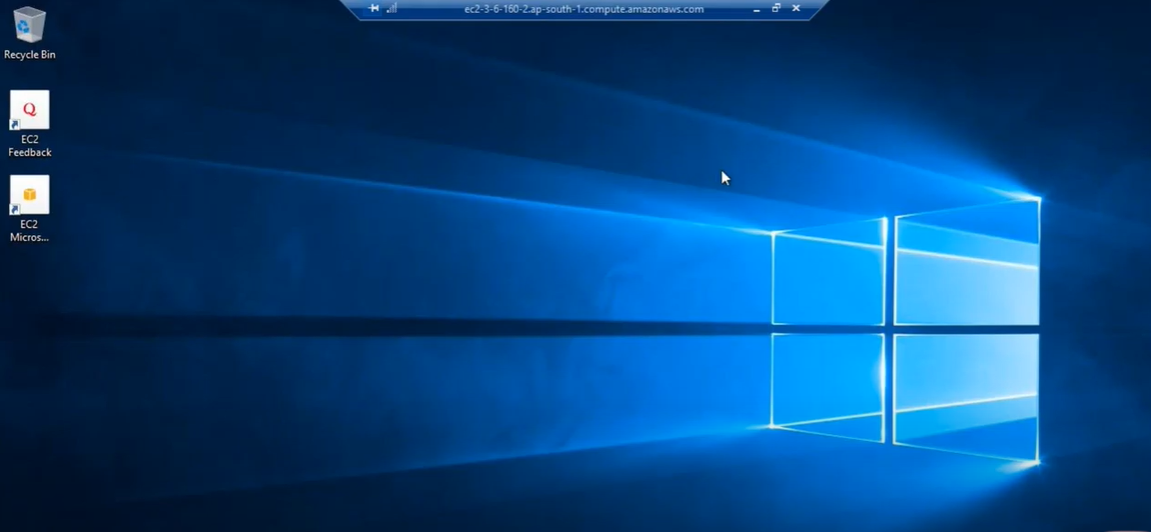 ec2-3-6-160-2.ap-south-1.compute.amazonaws.com
Recycle Bin
Q
EC2
Feedback
EC2
Micros...